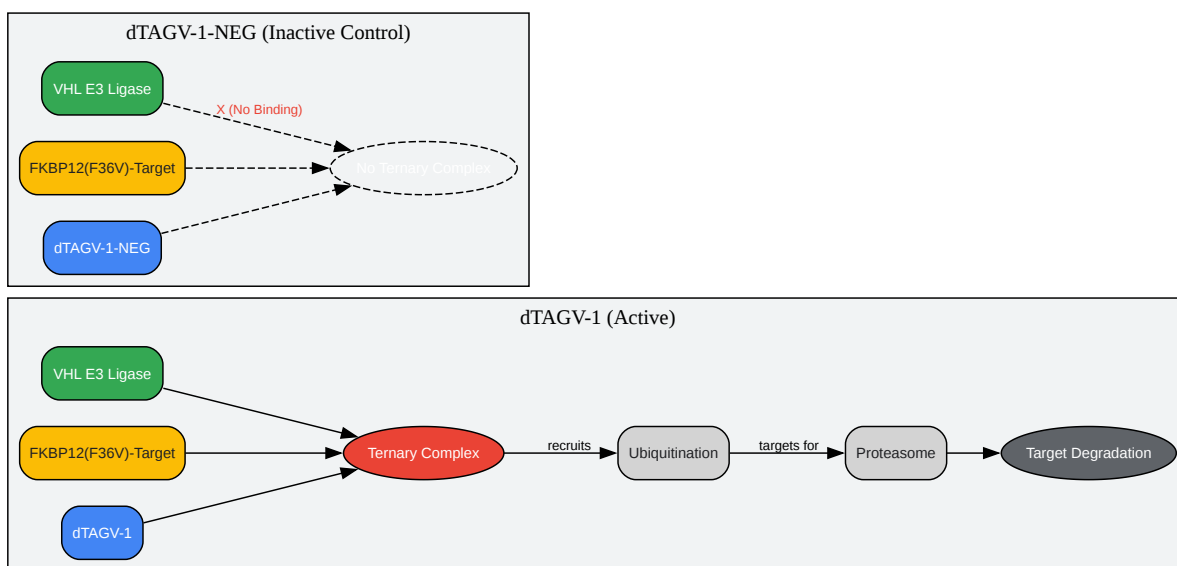 dTAGV-1-NEG (Inactive Control)
VHL E3 Ligase
X (No Binding)
FKBP12(F36V)-Target
No Ternary Complex
dTAGV-1-NEG
dTAGV-1 (Active)
VHL E3 Ligase
FKBP12(F36V)-Target
Ternary Complex
recruits
Ubiquitination
targets for
Proteasome
Target Degradation
dTAGV-1